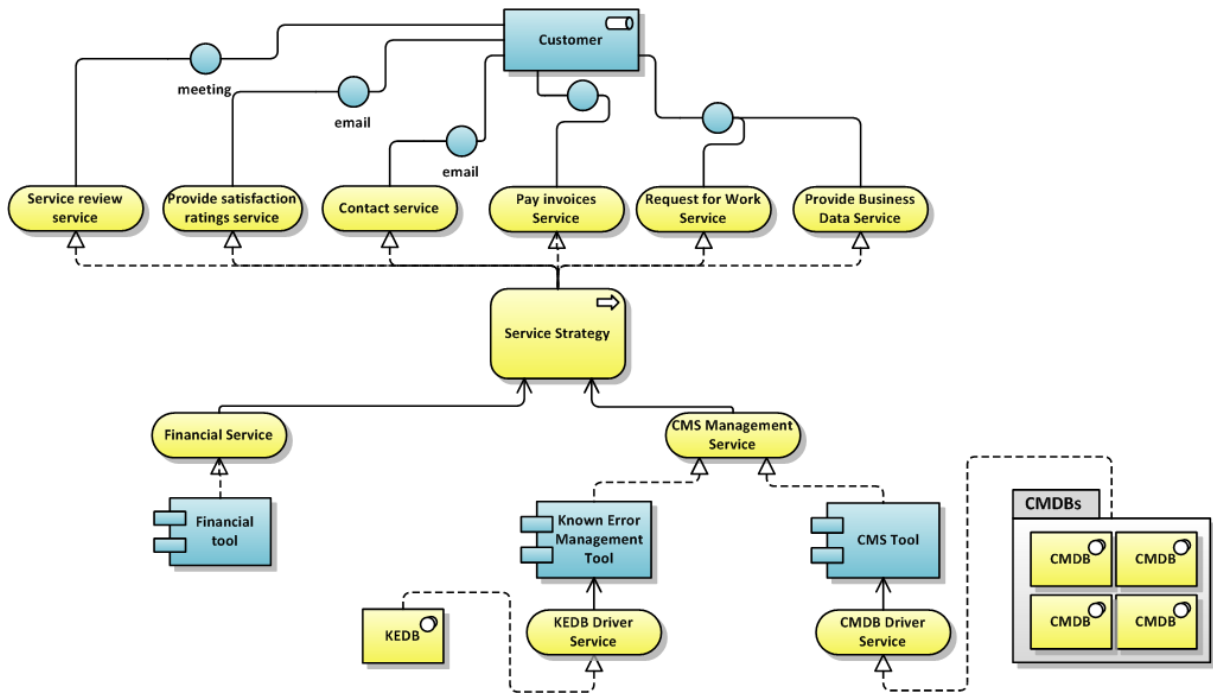 Customer
meeting
email
email
Service review
service
Provide satisfaction
ratings service
Contact service
Pay invoices
Service
Request for Work
Service
Provide Business
Data Service
Service Strategy
Financial Service
CMS Management
Service
Financial
tool
Known Error
Management
Tool
CMS Tool
CMDBs
CMDB
CMDB
CMDB
CMDB
KEDB
KEDB Driver
Service
CMDB Driver
Service